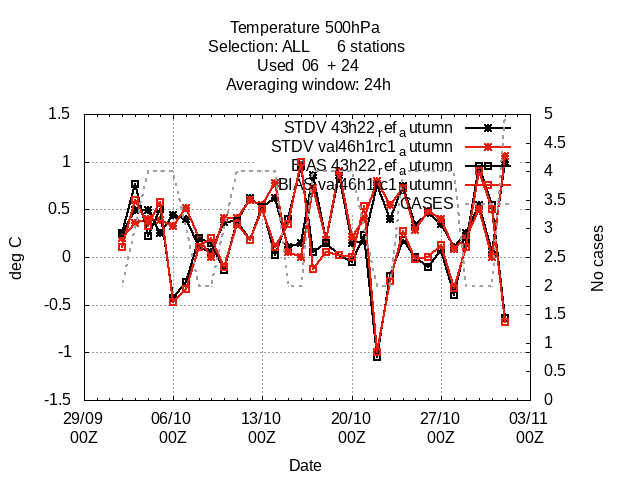 Temperature 500hPa
Selection: ALL 6 stations
Used 06 + 24
Averaging window: 24h
STDV 43h22_ref_autumn
STDV val46h1rc1_autumn
BIAS 43h22_ref_autumn
BIAS val46h1rc1_autumn
CASES
1.5
1
0.5
0
-0.5
-1
-1.5
deg C
5
4.5
4
3.5
3
2.5
2
1.5
1
0.5
0
No cases
29/09 06/10 13/10 20/10 27/10 03/11
00Z 00Z 00Z 00Z 00Z 00Z
Date